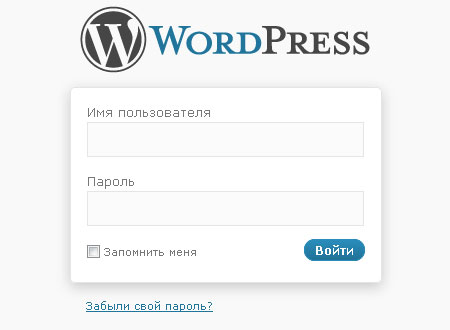 WORDPRESS
Имя пользователя
Пароль
Запомнить меня
Войти
Забыли свой пароль?